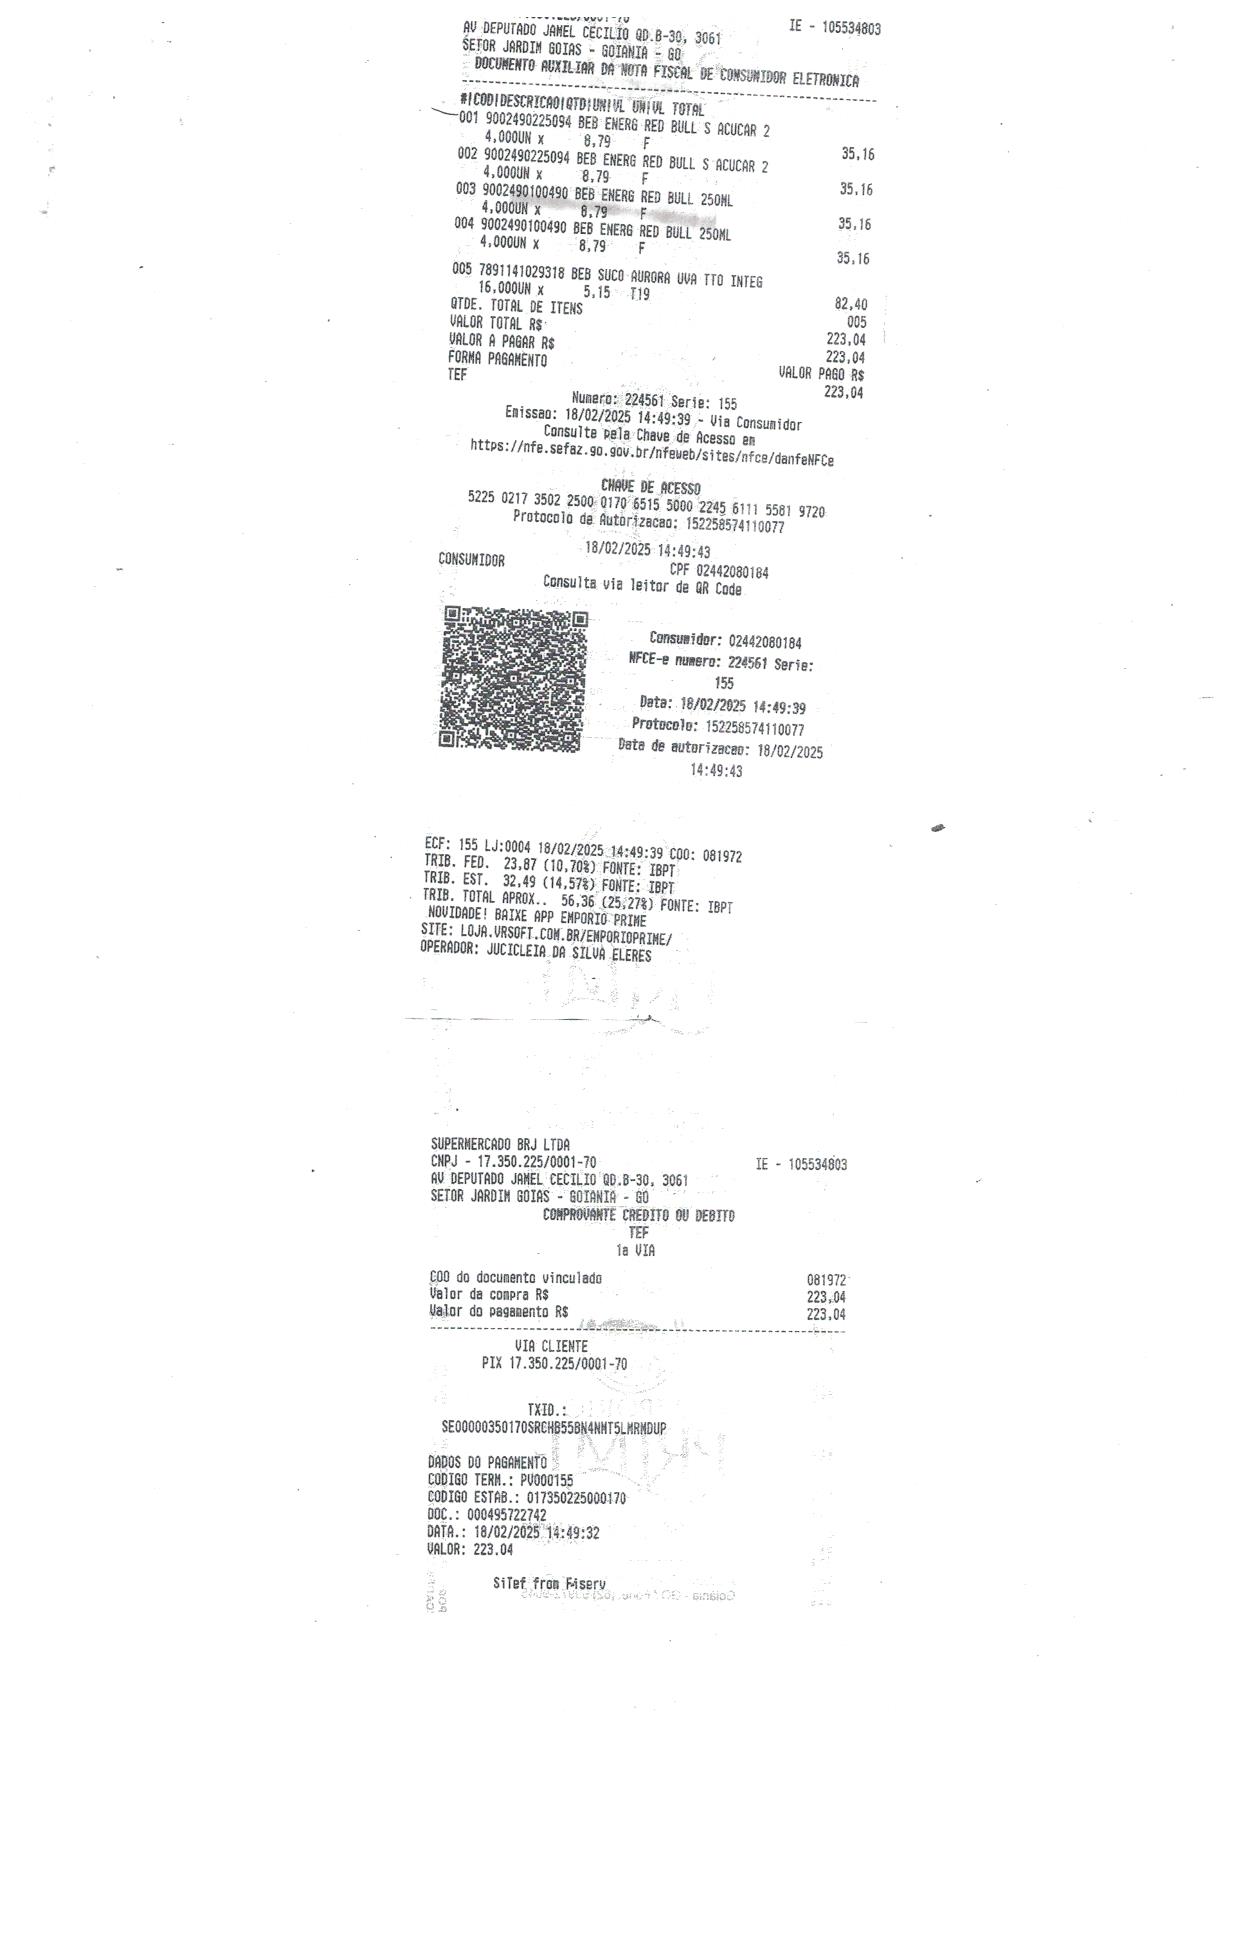 IE - 105534803
AV DEPUTADO JAMEL CECILIO QD.B-30, 3061
SETOR JARDIM GOIAS - GOIANIA - GO
DOCUMENTO AUXILIAR DA NOTA FISCAL DE CONSUMIDOR ELETRONICA
#|COD|DESCRICAO|QTD|UN|VL UN|VL TOTAL
001 9002490225094 BEB ENERG RED BULL S ACUCAR 2
4,000UN x 8,79 F 35,16
002 9002490225094 BEB ENERG RED BULL S ACUCAR 2
4,000UN x 8,79 F 35,16
003 9002490100490 BEB ENERG RED BULL 250ML
4,000UN x 8,79 F 35,16
004 9002490100490 BEB ENERG RED BULL 250ML
4,000UN x 8,79 F 35,16
005 7891141029318 BEB SUCO AURORA UVA TTO INTEG
16,000UN x 5,15 T19 82,40
QTDE. TOTAL DE ITENS 005
VALOR TOTAL R$ 223,04
VALOR A PAGAR R$ 223,04
FORMA PAGAMENTO VALOR PAGO R$
TEF 223,04
Numero: 224561 Serie: 155
Emissao: 18/02/2025 14:49:39 - Via Consumidor
Consulte pela Chave de Acesso em
https://nfe.sefaz.go.gov.br/nfeweb/sites/nfce/danfeNFCe
CHAVE DE ACESSO
5225 0217 3502 2500 0170 6515 5000 2245 6111 5581 9720
Protocolo de Autorizacao: 152258574110077
18/02/2025 14:49:43
CONSUMIDOR CPF 02442080184
Consulta via leitor de QR Code
Consumidor: 02442080184
NFCE-e numero: 224561 Serie:
155
Data: 18/02/2025 14:49:39
Protocolo: 152258574110077
Data de autorizacao: 18/02/2025
14:49:43
ECF: 155 LJ:0004 18/02/2025 14:49:39 COO: 081972
TRIB. FED. 23,87 (10,70%) FONTE: IBPT
TRIB. EST. 32,49 (14,57%) FONTE: IBPT
TRIB. TOTAL APROX.. 56,36 (25,27%) FONTE: IBPT
NOVIDADE! BAIXE APP EMPORIO PRIME
SITE: LOJA.VRSOFT.COM.BR/EMPORIOPRIME/
OPERADOR: JUCICLEIA DA SILVA ELERES
SUPERMERCADO BRJ LTDA
CNPJ - 17.350.225/0001-70 IE - 105534803
AV DEPUTADO JAMEL CECILIO QD.B-30, 3061
SETOR JARDIM GOIAS - GOIANIA - GO
COMPROVANTE CREDITO OU DEBITO
TEF
1a VIA
COO do documento vinculado 081972
Valor da compra R$ 223,04
Valor do pagamento R$ 223,04
VIA CLIENTE
PIX 17.350.225/0001-70
TXID.:
SE00000350170SRCHB55BN4NMT5LMRMDUP
DADOS DO PAGAMENTO
CODIGO TERM.: PV000155
CODIGO ESTAB.: 017350225000170
DOC.: 000495722742
DATA.: 18/02/2025 14:49:32
VALOR: 223.04
SiTef from Fiserv